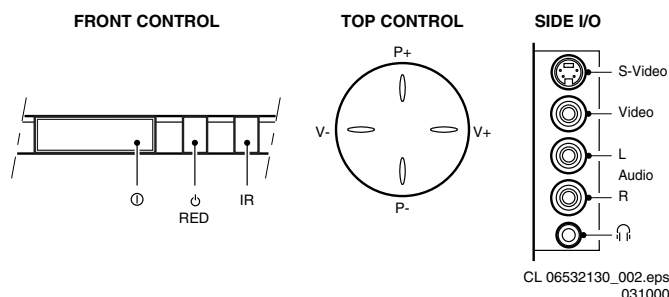 FRONT CONTROL
TOP CONTROL
SIDE I/O
P+
V-
V+
P-
RED
IR
S-Video
Video
L
Audio
R
CL 06532130_002.eps
031000